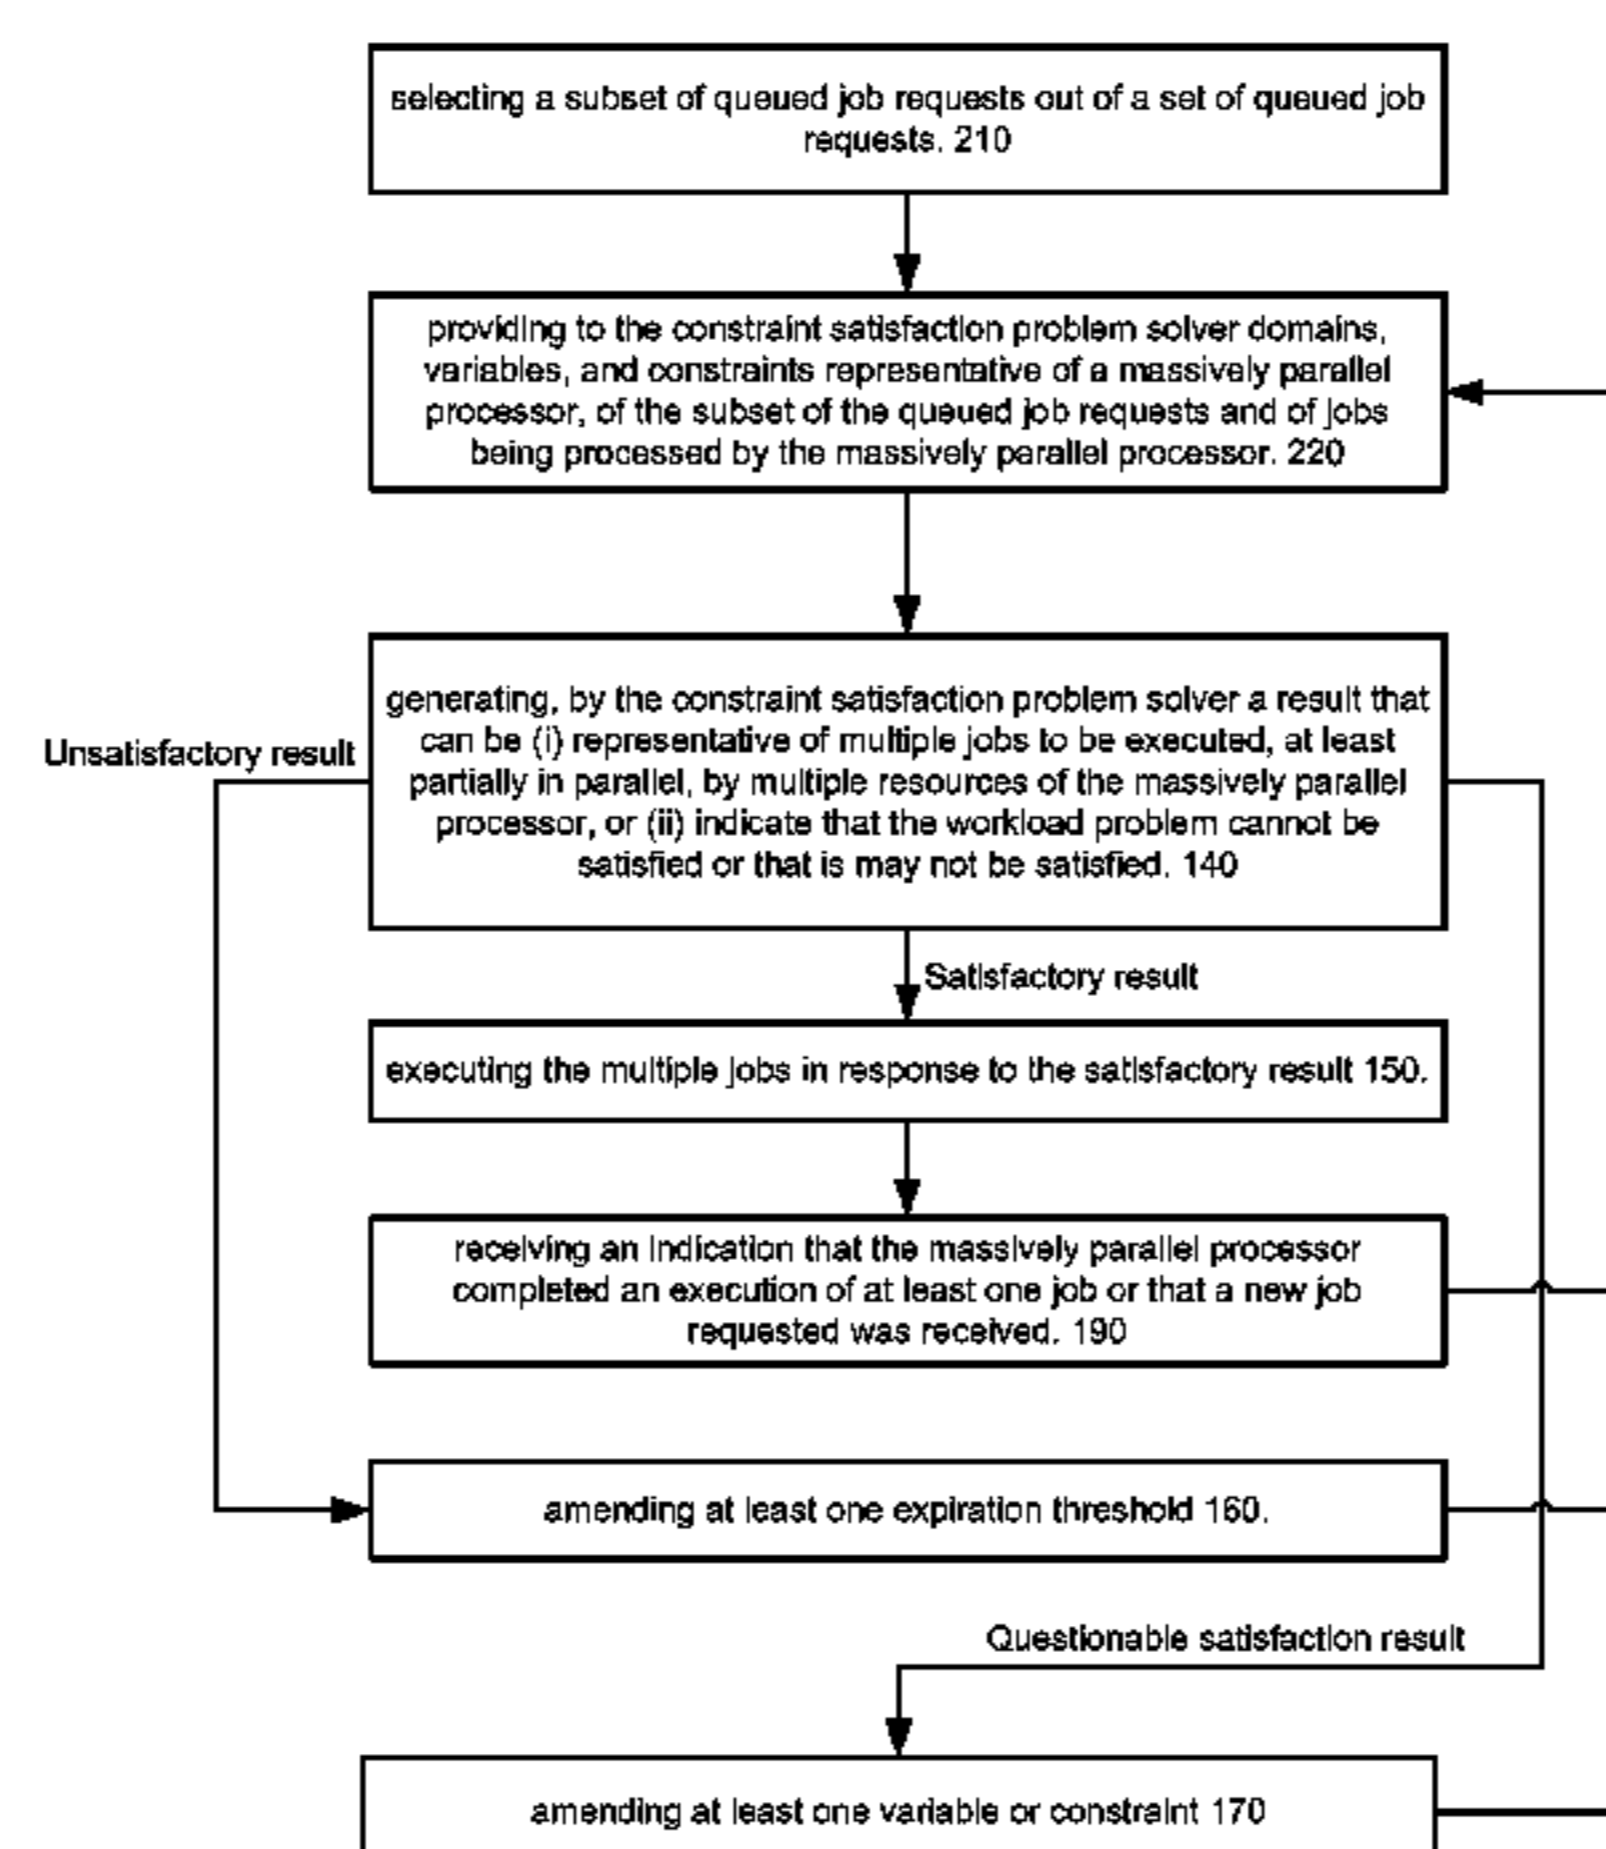 selecting a subset of queued job requests out of a set of queued job
requests. 210
providing to the constraint satisfaction problem solver domains,
variables, and constraints representative of a massively parallel
processor, of the subset of the queued job requests and of jobs
being processed by the massively parallel processor. 220
generating, by the constraint satisfaction problem solver a result that
can be (i) representative of multiple jobs to be executed, at least
partially in parallel, by multiple resources of the massively parallel
processor, or (ii) indicate that the workload problem cannot be
satisfied or that is may not be satisfied. 140
Unsatisfactory result
Satisfactory result
executing the multiple jobs in response to the satisfactory result 150.
receiving an indication that the massively parallel processor
completed an execution of at least one job or that a new job
requested was received. 190
amending at least one expiration threshold 160.
Questionable satisfaction result
amending at least one variable or constraint 170